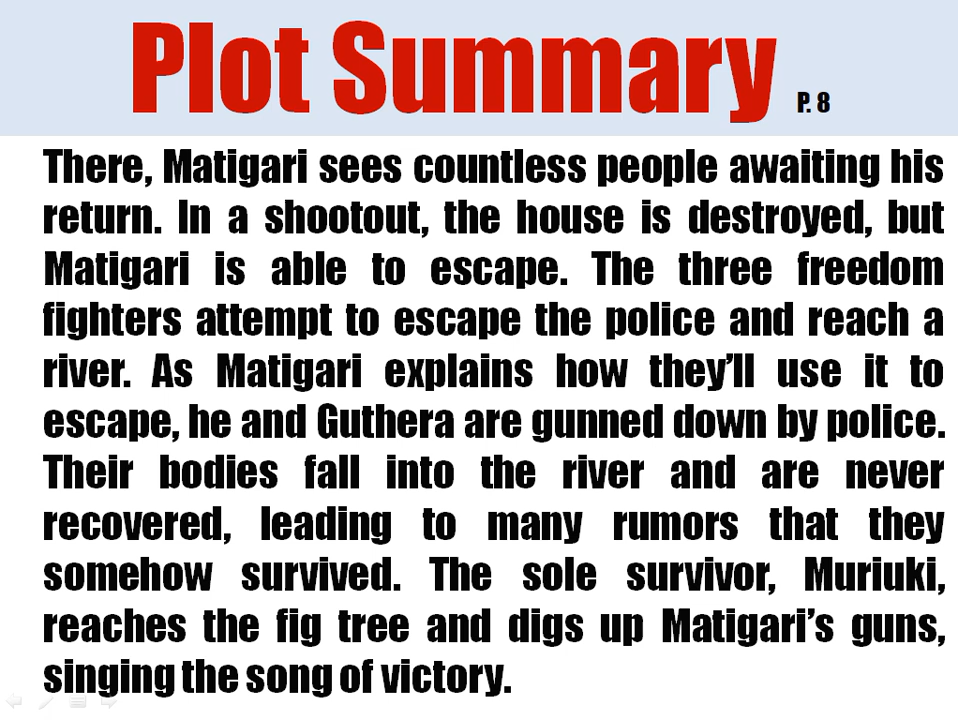 Plot Summary P. 8
There, Matigari sees countless people awaiting his
return. In a shootout, the house is destroyed, but
Matigari is able to escape. The three freedom
fighters attempt to escape the police and reach a
river. As Matigari explains how they’ll use it to
escape, he and Guthera are gunned down by police.
Their bodies fall into the river and are never
recovered, leading to many rumors that they
somehow survived. The sole survivor, Muriuki,
reaches the fig tree and digs up Matigari’s guns,
singing the song of victory.